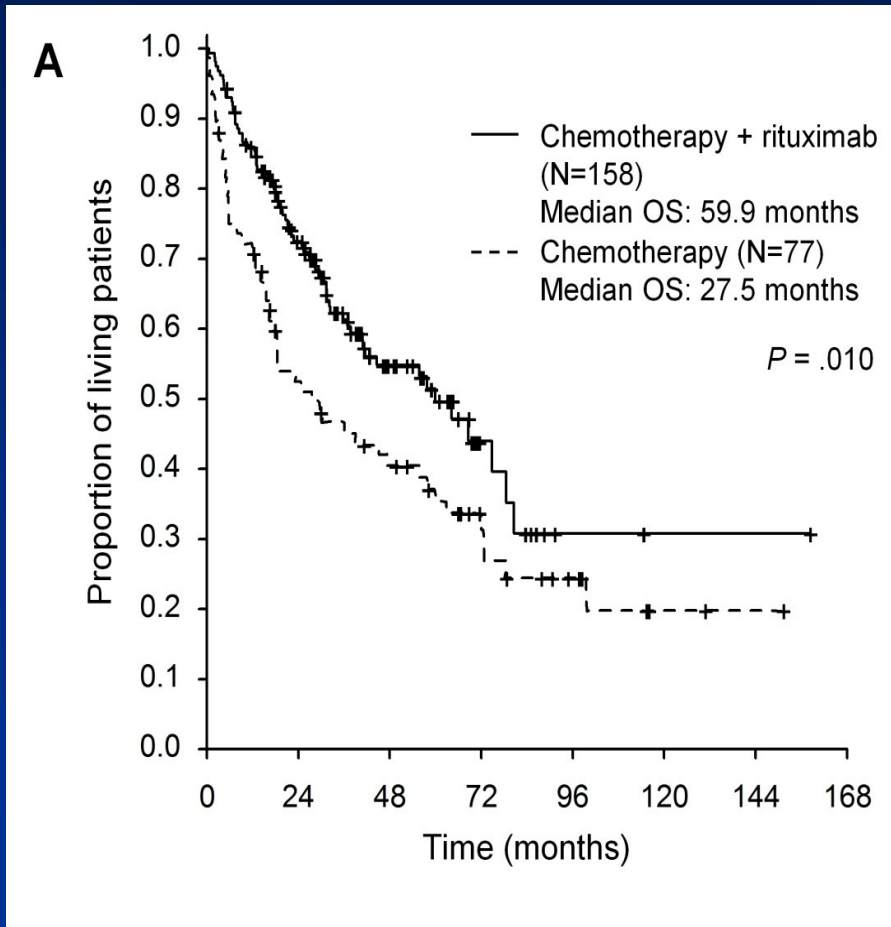 A
1.0
0.9
0.8
0.7
0.6
0.5
0.4
0.3
0.2
0.1
0.0
Proportion of living patients
Chemotherapy + rituximab
(N=158)
Median OS: 59.9 months
Chemotherapy (N=77)
Median OS: 27.5 months
P = .010
0 24 48 72 96 120 144 168
Time (months)